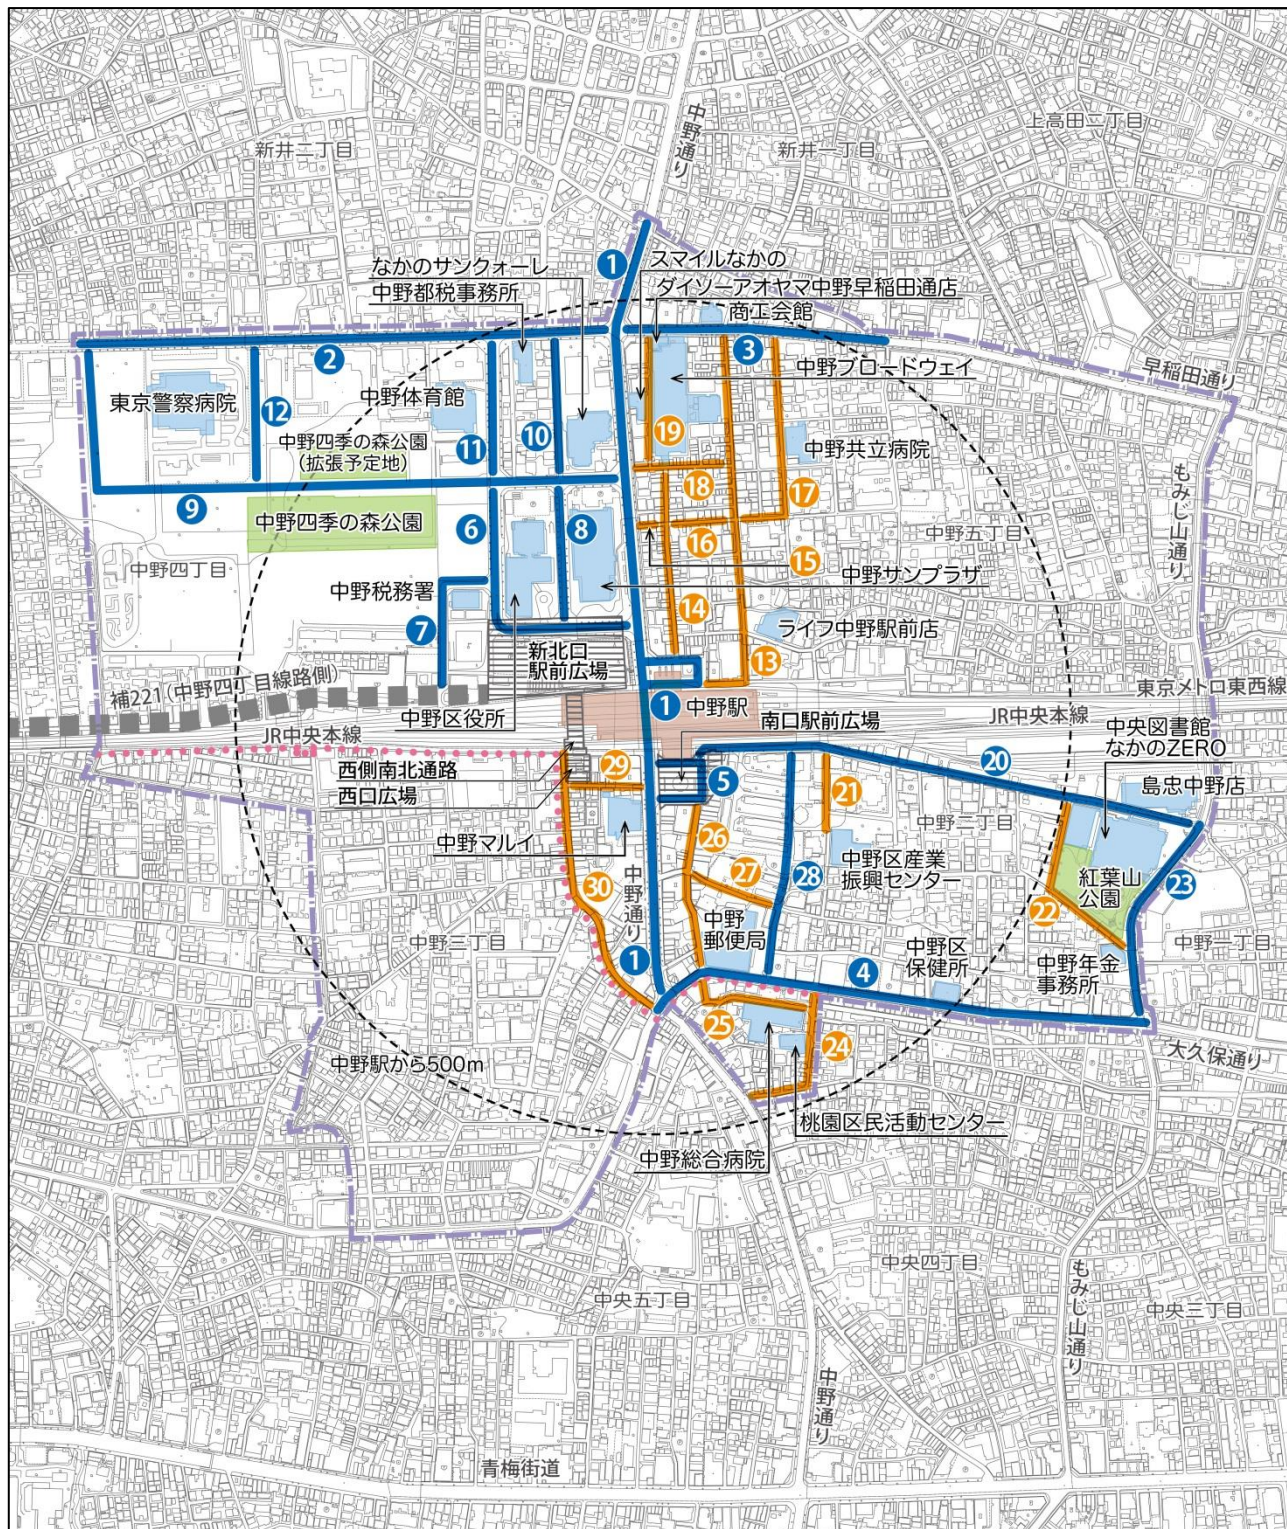 中野通り
上高田二丁目
新井二丁目
新井一丁目
1
なかのサンクォーレ
中野都税事務所
スマイルなかの
ダイソーアオヤマ中野早稲田通店
商工会館
2
3
早稲田通り
中野ブロードウェイ
東京警察病院
12
中野体育館
中野四季の森公園
(拡張予定地)
11
10
19
中野共立病院
18
17
もみじ山通り
9
中野四季の森公園
6
8
中野五丁目
16
15
中野四丁目
中野サンプラザ
中野税務署
14
7
ライフ中野駅前店
新北口
駅前広場
13
補221(中野四丁目線路側)
東京メトロ東西線
1
中野駅
中野区役所
南口駅前広場
JR中央本線
JR中央本線
中央図書館
なかのZERO
西側南北通路
西口広場
29
5
20
島忠中野店
21
中野二丁目
中野マルイ
26
27
中野区産業
振興センター
28
紅葉山
公園
23
30
中野通り
22
中野三丁目
中野
郵便局
中野一丁目
中野区
保健所
中野年金
事務所
1
4
25
24
大久保通り
中野駅から500m
桃園区民活動センター
中野総合病院
中央四丁目
もみじ山通り
中央五丁目
中央三丁目
中野通り
青梅街道